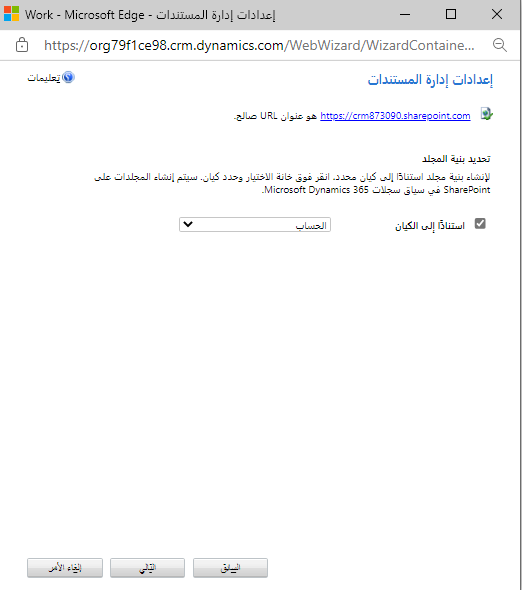 إعدادات إدارة المستندات - Work - Microsoft Edge
https://org79f1ce98.crm.dynamics.com/WebWizard/WizardContaine...
إعدادات إدارة المستندات
تعليمات
https://crm873090.sharepoint.com هو عنوان URL صالح.
تحديد بنية المجلد
لإنشاء بنية مجلد استنادًا إلى كيان محدد، انقر فوق خانة الاختيار وحدد كيان. سيتم إنشاء المجلدات على
SharePoint في سياق سجلات Microsoft Dynamics 365.
استنادًا إلى الكيان
الحساب
السابق
التالي
إلغاء الأمر